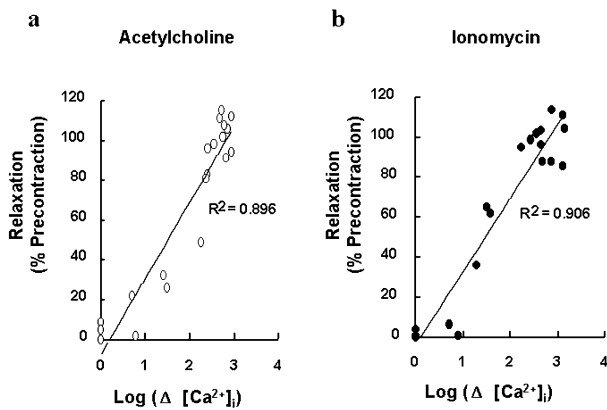 a
Acetylcholine
Relaxation
(% Precontraction)
120
100
80
60
40
20
0
R2 = 0.896
0 1 2 3 4
Log (Δ [Ca2+]i)
b
Ionomycin
Relaxation
(% Precontraction)
120
100
80
60
40
20
0
R2 = 0.906
0 1 2 3 4
Log (Δ [Ca2+]i)